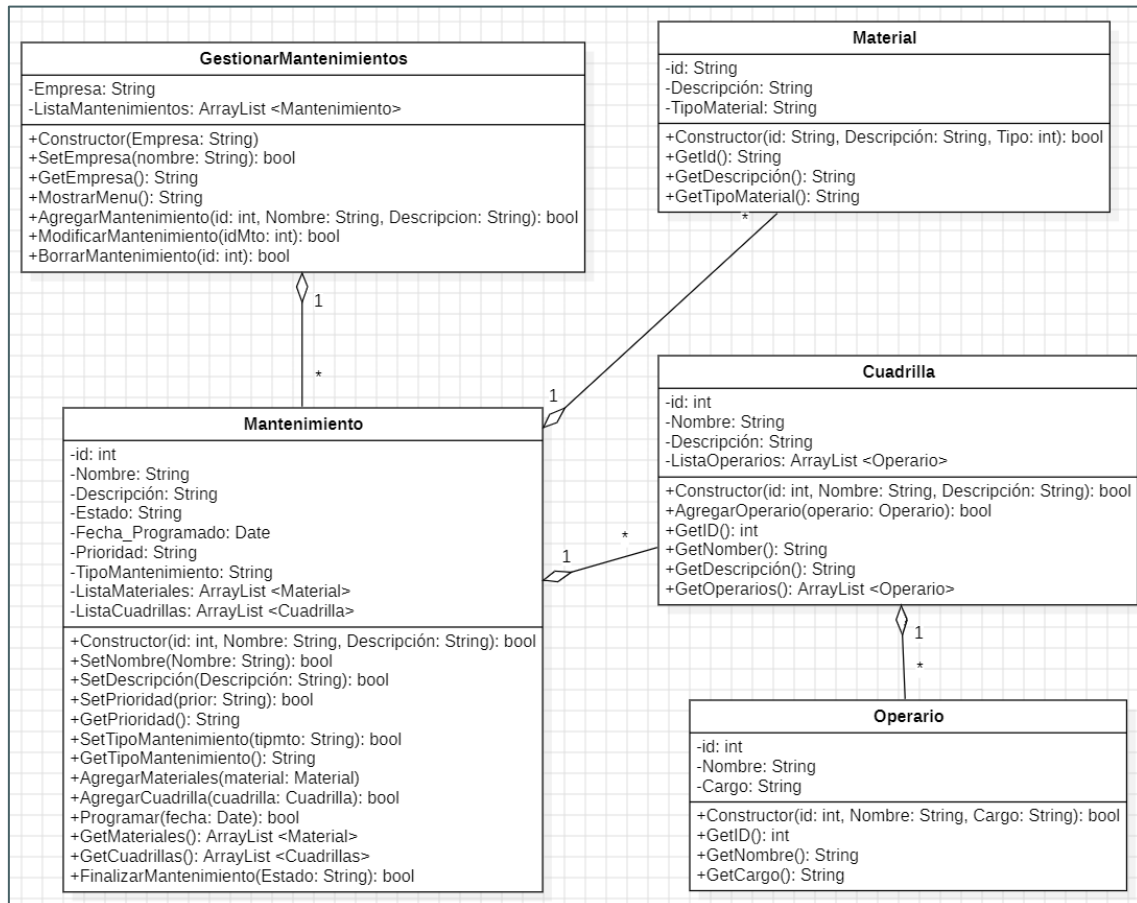 GestionarMantenimientos
-Empresa: String
-ListaMantenimientos: ArrayList <Mantenimiento>
+Constructor(Empresa: String)
+SetEmpresa(nombre: String): bool
+GetEmpresa(): String
+MostrarMenu(): String
+AgregarMantenimiento(id: int, Nombre: String, Descripcion: String): bool
+ModificarMantenimiento(idMto: int): bool
+BorrarMantenimiento(id: int): bool
1
*
Material
-id: String
-Descripción: String
-TipoMaterial: String
+Constructor(id: String, Descripción: String, Tipo: int): bool
+GetId(): String
+GetDescripción(): String
+GetTipoMaterial(): String
*
1
Mantenimiento
-id: int
-Nombre: String
-Descripción: String
-Estado: String
-Fecha_Programado: Date
-Prioridad: String
-TipoMantenimiento: String
-ListaMateriales: ArrayList <Material>
-ListaCuadrillas: ArrayList <Cuadrilla>
+Constructor(id: int, Nombre: String, Descripción: String): bool
+SetNombre(Nombre: String): bool
+SetDescripción(Descripción: String): bool
+SetPrioridad(prior: String): bool
+GetPrioridad(): String
+SetTipoMantenimiento(tipmto: String): bool
+GetTipoMantenimiento(): String
+AgregarMateriales(material: Material)
+AgregarCuadrilla(cuadrilla: Cuadrilla): bool
+Programar(fecha: Date): bool
+GetMateriales(): ArrayList <Material>
+GetCuadrillas(): ArrayList <Cuadrillas>
+FinalizarMantenimiento(Estado: String): bool
1
*
Cuadrilla
-id: int
-Nombre: String
-Descripción: String
-ListaOperarios: ArrayList <Operario>
+Constructor(id: int, Nombre: String, Descripción: String): bool
+AgregarOperario(operario: Operario): bool
+GetID(): int
+GetNomber(): String
+GetDescripción(): String
+GetOperarios(): ArrayList <Operario>
1
*
Operario
-id: int
-Nombre: String
-Cargo: String
+Constructor(id: int, Nombre: String, Cargo: String): bool
+GetID(): int
+GetNombre(): String
+GetCargo(): String